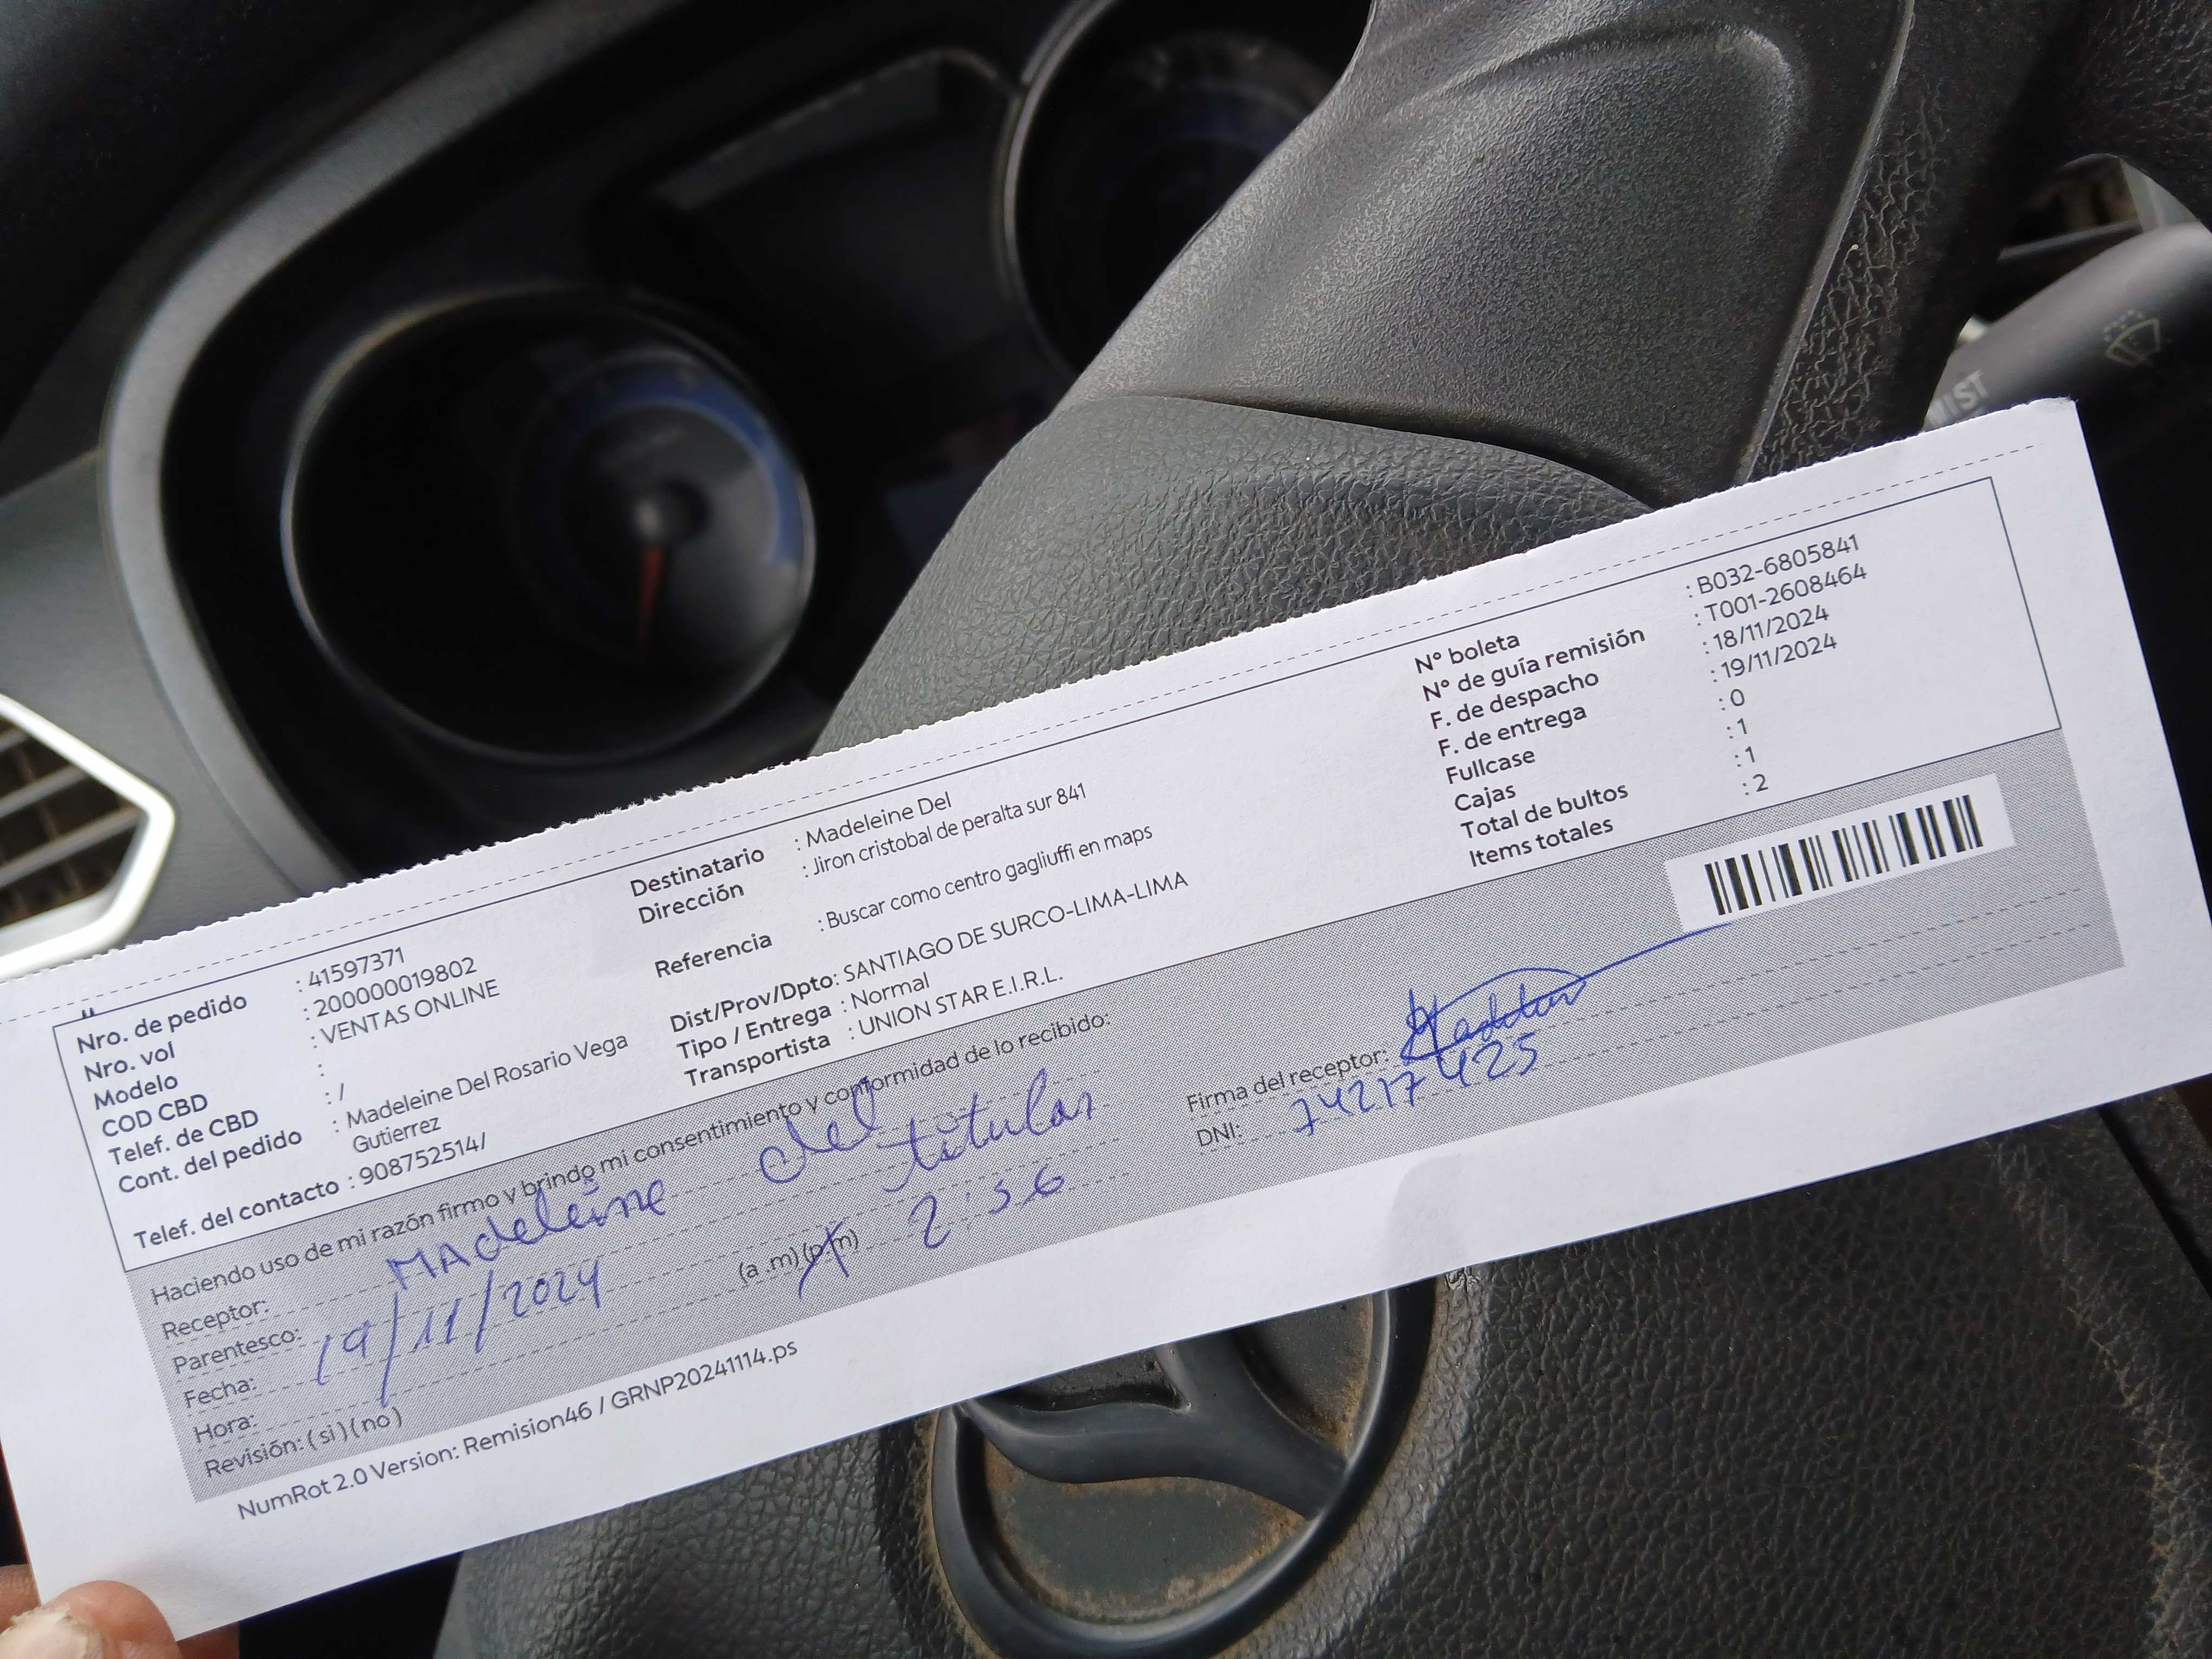 MIST
Nro. de pedido : 41597371
Nro. vol : 200000019802
Modelo : VENTAS ONLINE
COD CBD :
Telef. de CBD : /
Cont. del pedido : Madeleine Del Rosario Vega
Gutierrez
Telef. del contacto : 908752514/
Destinatario : Madeleine Del
Dirección : Jiron cristobal de peralta sur 841
Referencia : Buscar como centro gagliuffi en maps
Dist/Prov/Dpto: SANTIAGO DE SURCO-LIMA-LIMA
Tipo / Entrega : Normal
Transportista : UNION STAR E.I.R.L.
N° boleta : B032-6805841
N° de guía remisión : T001-2608464
F. de despacho : 18/11/2024
F. de entrega : 19/11/2024
Fullcase : 0
Cajas : 1
Total de bultos : 1
Items totales : 2
Haciendo uso de mi razón firmo y brindo mi consentimiento y conformidad de lo recibido:
Receptor: MAdeleine del
Parentesco: titular
Fecha: 19/11/2024
Hora: (a .m) (p.m) 2:56
Revisión: ( si ) ( no )
Firma del receptor:
DNI: 74217425
NumRot 2.0 Version: Remision46 / GRNP20241114.ps